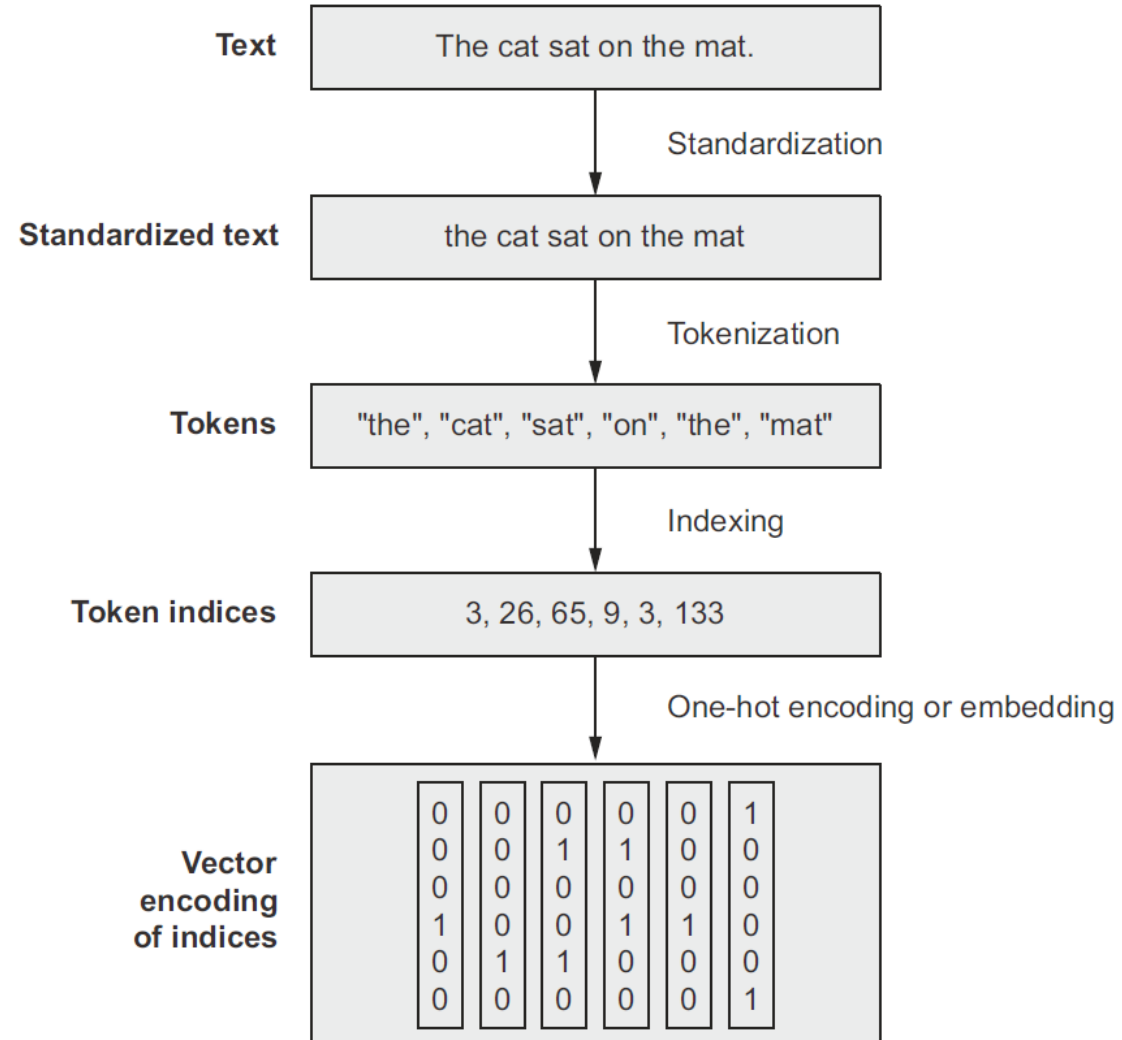 Text
The cat sat on the mat.
Standardization
Standardized text
the cat sat on the mat
Tokenization
Tokens
"the", "cat", "sat", "on", "the", "mat"
Indexing
Token indices
3, 26, 65, 9, 3, 133
One-hot encoding or embedding
Vector
encoding
of indices
0 0 0 0 0 1
0 0 1 1 0 0
0 0 0 0 0 0
1 0 0 1 1 0
0 1 1 0 0 0
0 0 0 0 0 1